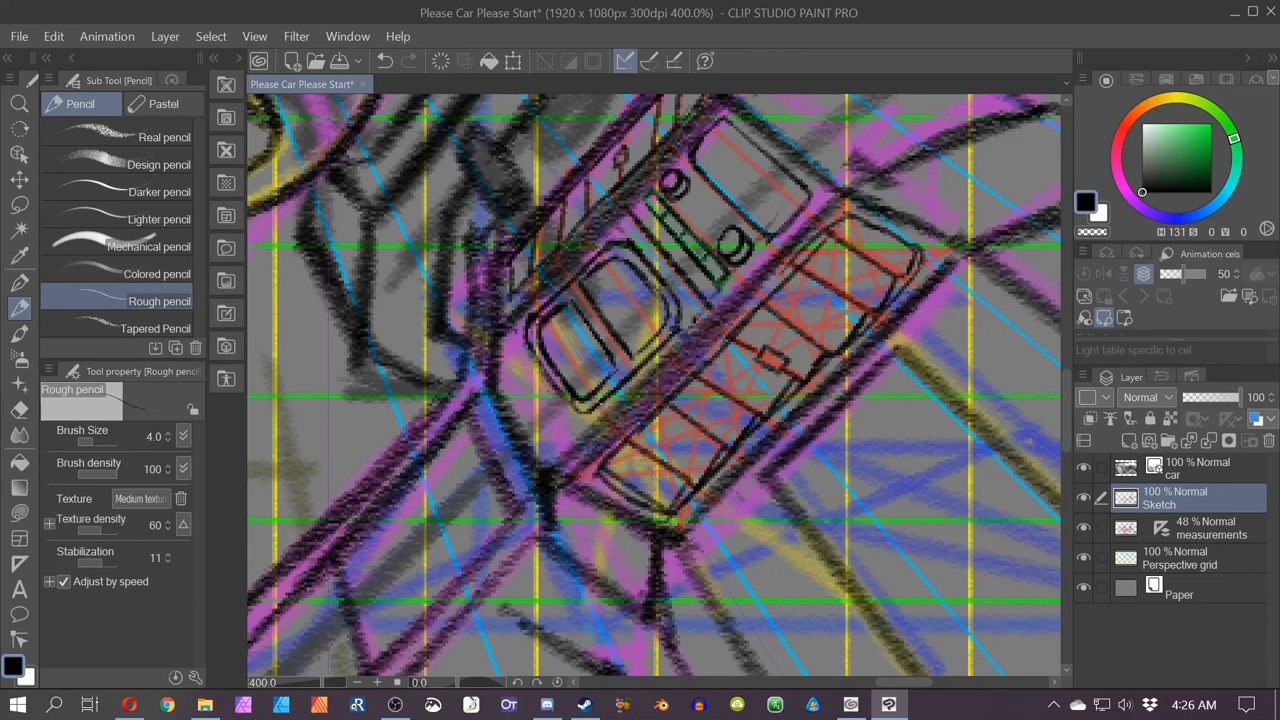 Please Car Please Start* (1920 x 1080px 300dpi 400.0%) - CLIP STUDIO PAINT PRO
File Edit Animation Layer Select View Filter Window Help
Sub Tool [Pencil]
Please Car Please Start*
Pencil Pastel
Real pencil
Design pencil
Darker pencil
Lighter pencil
Mechanical pencil
Colored pencil
Rough pencil
Tapered Pencil
Tool property [Rough pencil]
Rough pencil
Brush Size 4.0
Brush density 100
Texture Medium textur
Texture density 60
Stabilization 11
Adjust by speed
400.0 0.0
H 131 S 0 V 0
Animation cels
50
Light table specific to cel
Layer
Normal 100
100 % Normal
car
100 % Normal
Sketch
48 % Normal
measurements
100 % Normal
Perspective grid
Paper
4:26 AM